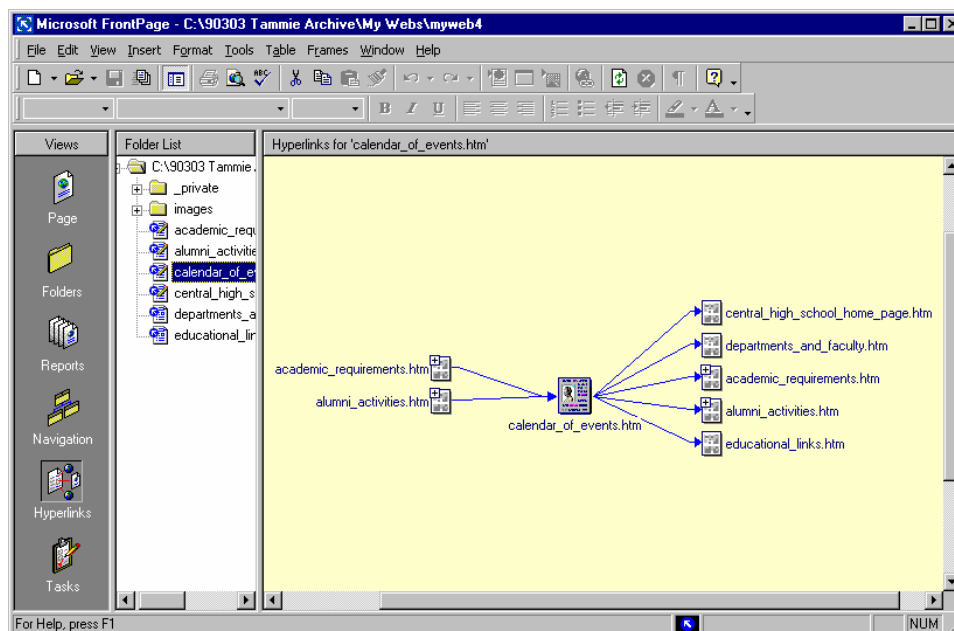 Microsoft FrontPage - C:\90303 Tammie Archive\My Webs\myweb4
File Edit View Insert Format Tools Table Frames Window Help
ABC
B I U
A
Views
Folder List
Hyperlinks for 'calendar_of_events.htm'
Page
Folders
Reports
Navigation
Hyperlinks
Tasks
C:\90303 Tammie
_private
images
academic_requ
alumni_activitie
calendar_of_ev
central_high_s
departments_a
educational_lin
academic_requirements.htm
alumni_activities.htm
calendar_of_events.htm
central_high_school_home_page.htm
departments_and_faculty.htm
academic_requirements.htm
alumni_activities.htm
educational_links.htm
For Help, press F1
NUM